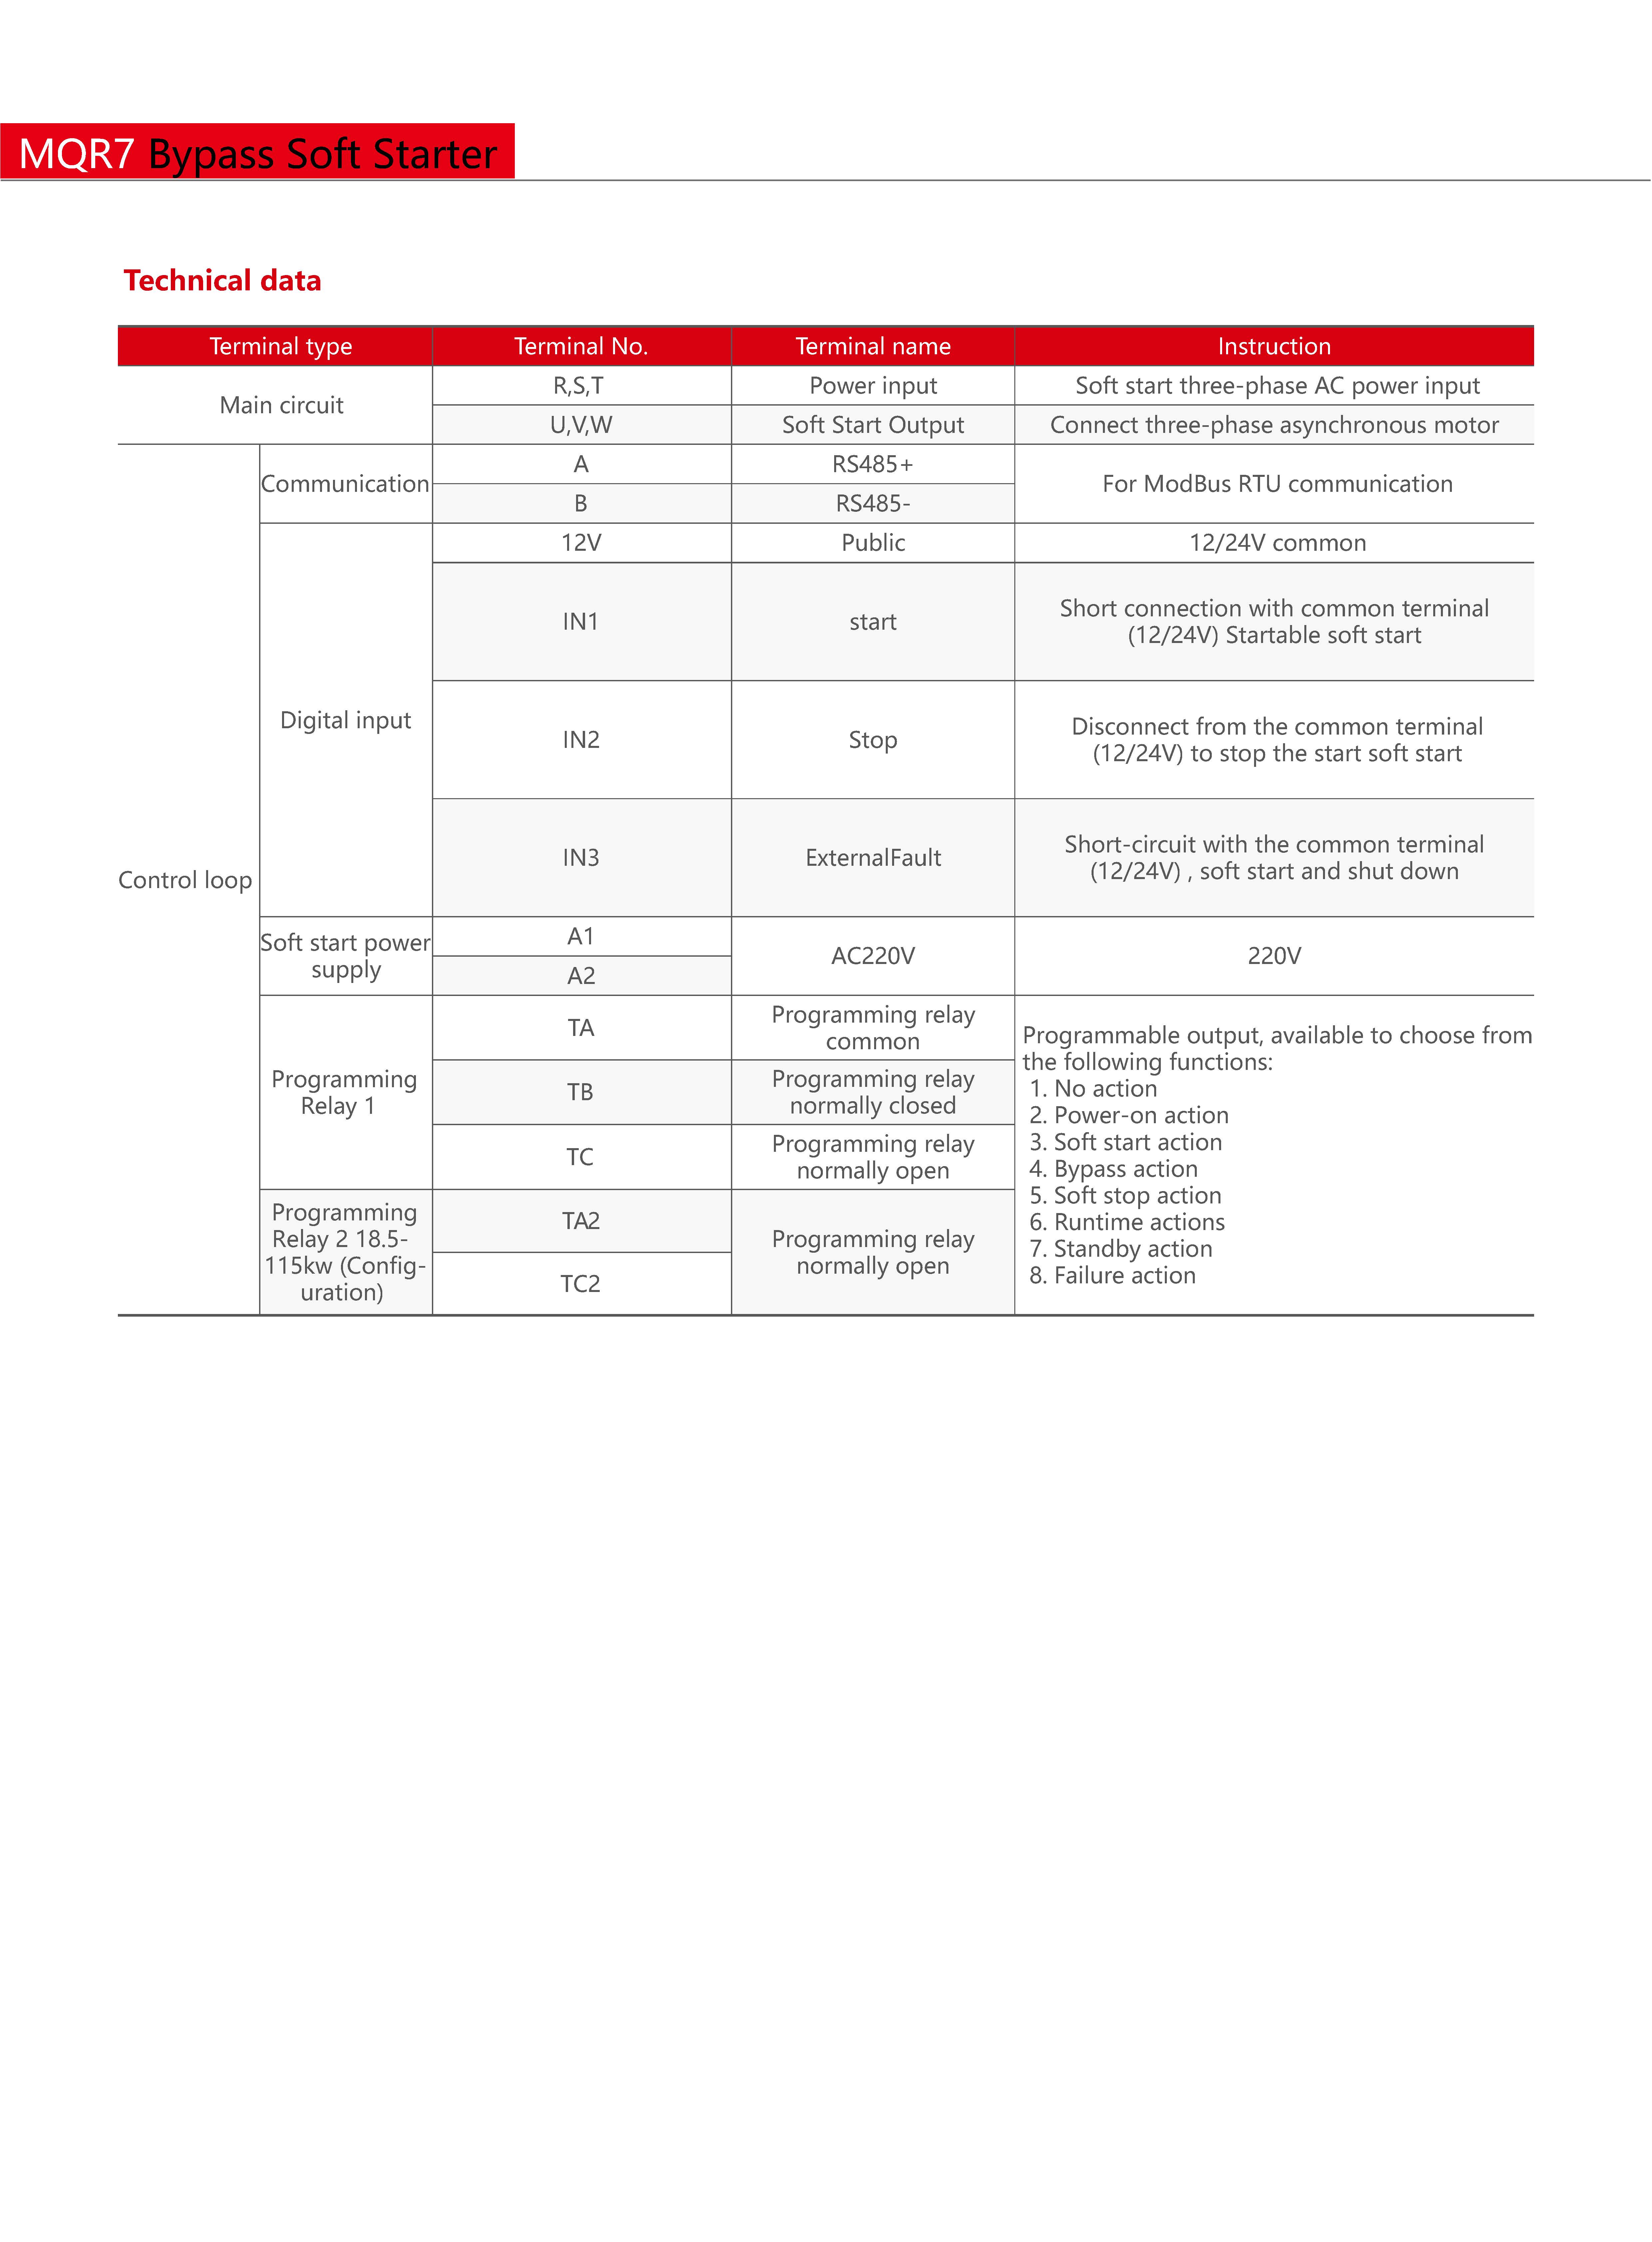 MQR7 Bypass Soft Starter
Technical data
Terminal type Terminal No. Terminal name Instruction
Main circuit
R,S,T Power input Soft start three-phase AC power input
U,V,W Soft Start Output Connect three-phase asynchronous motor
Control loop
Communication
A RS485+
B RS485-
For ModBus RTU communication
Digital input
12V Public 12/24V common
IN1 start
Short connection with common terminal
(12/24V) Startable soft start
IN2 Stop
Disconnect from the common terminal
(12/24V) to stop the start soft start
IN3 ExternalFault
Short-circuit with the common terminal
(12/24V) , soft start and shut down
Soft start power
supply
A1
A2
AC220V 220V
Programming
Relay 1
TA
Programming relay
common
TB
Programming relay
normally closed
TC
Programming relay
normally open
Programming
Relay 2 18.5-
115kw (Config-
uration)
TA2
TC2
Programming relay
normally open
Programmable output, available to choose from
the following functions:
1. No action
2. Power-on action
3. Soft start action
4. Bypass action
5. Soft stop action
6. Runtime actions
7. Standby action
8. Failure action